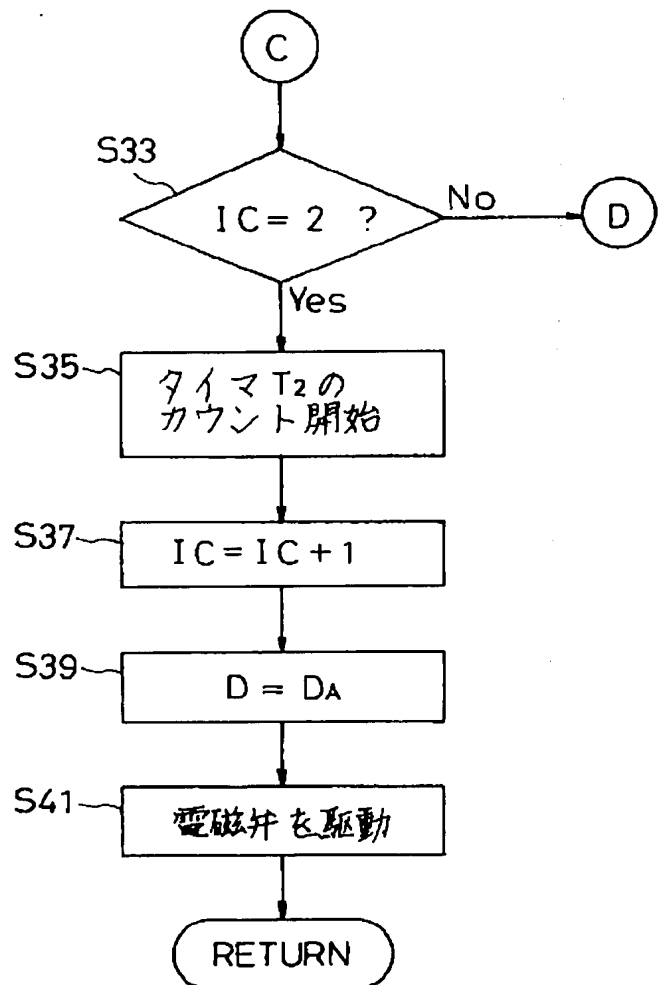 C
S33
IC=2 ?
No
D
Yes
S35
タイマT2の
カウント開始
S37
IC=IC+1
S39
D=DA
S41
電磁弁を駆動
RETURN